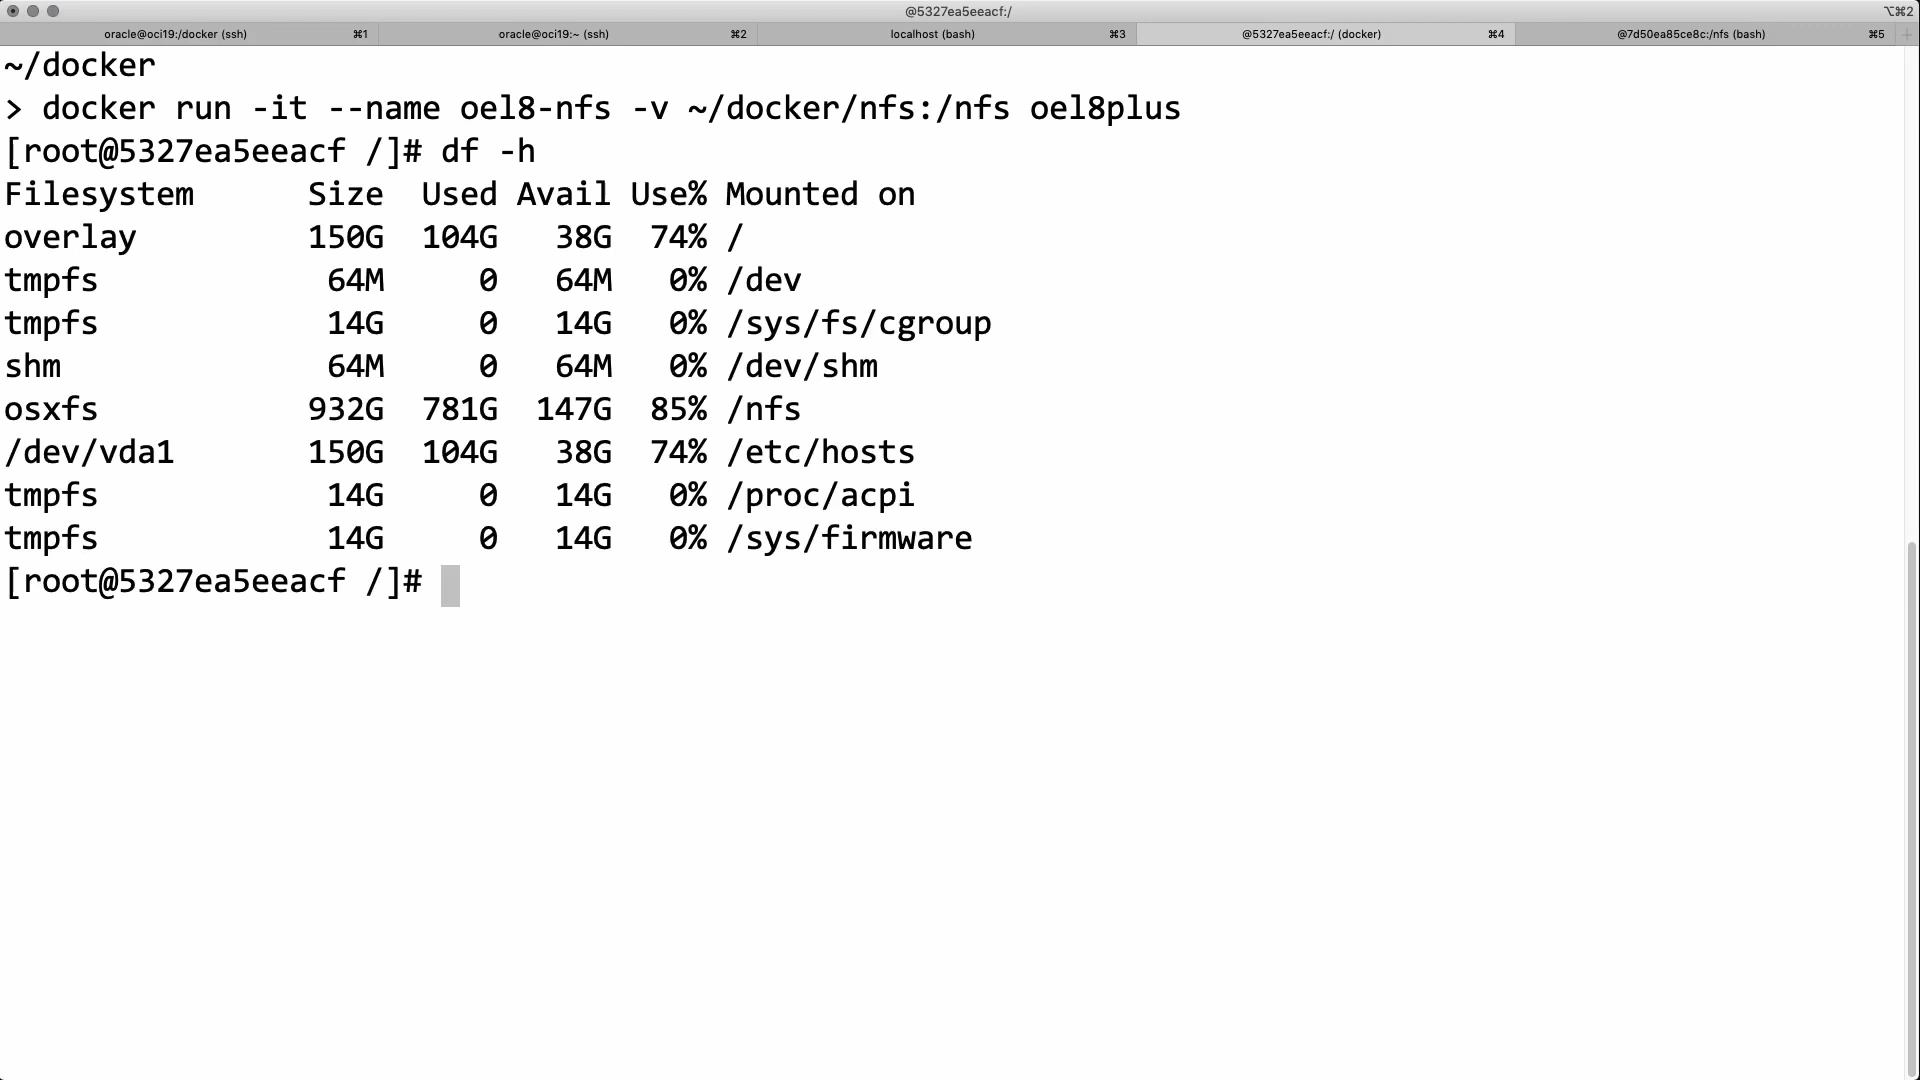 @5327ea5eeacf:/ ⌥⌘2
oracle@oci19:/docker (ssh) ⌘1 oracle@oci19:~ (ssh) ⌘2 localhost (bash) ⌘3 @5327ea5eeacf:/ (docker) ⌘4 @7d50ea85ce8c:/nfs (bash) ⌘5 +
~/docker
> docker run -it --name oel8-nfs -v ~/docker/nfs:/nfs oel8plus
[root@5327ea5eeacf /]# df -h
Filesystem      Size  Used Avail Use% Mounted on
overlay         150G  104G   38G  74% /
tmpfs            64M     0   64M   0% /dev
tmpfs            14G     0   14G   0% /sys/fs/cgroup
shm              64M     0   64M   0% /dev/shm
osxfs           932G  781G  147G  85% /nfs
/dev/vda1       150G  104G   38G  74% /etc/hosts
tmpfs            14G     0   14G   0% /proc/acpi
tmpfs            14G     0   14G   0% /sys/firmware
[root@5327ea5eeacf /]#